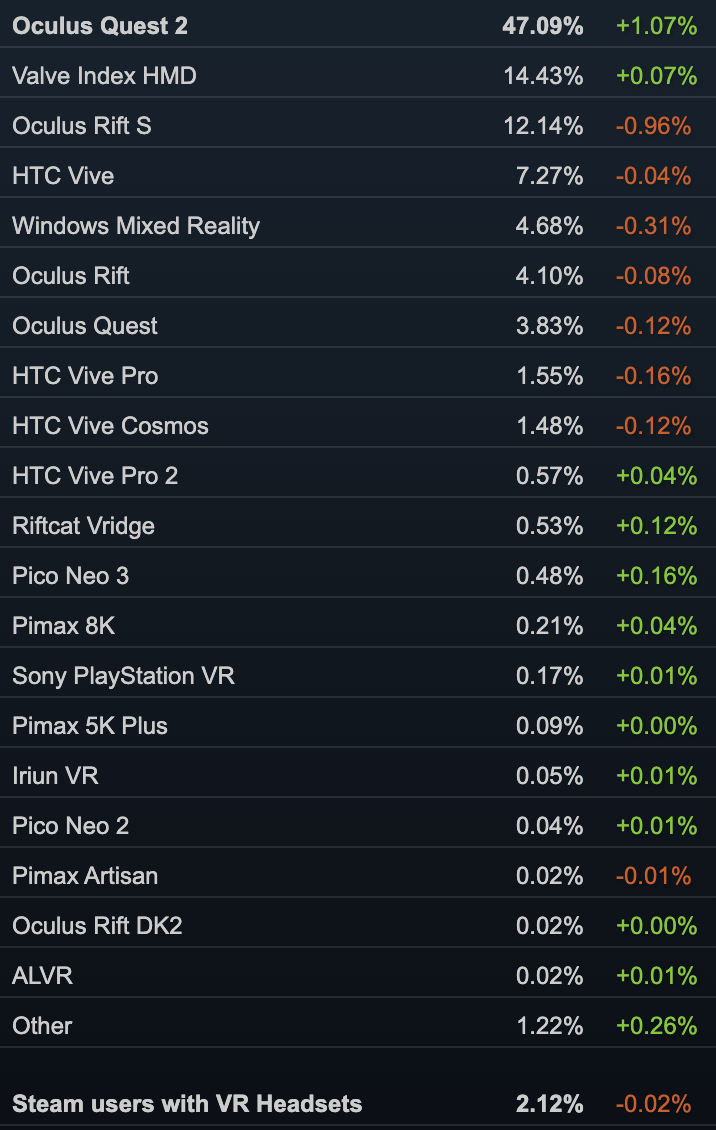 Oculus Quest 2 47.09% +1.07%
Valve Index HMD 14.43% +0.07%
Oculus Rift S 12.14% -0.96%
HTC Vive 7.27% -0.04%
Windows Mixed Reality 4.68% -0.31%
Oculus Rift 4.10% -0.08%
Oculus Quest 3.83% -0.12%
HTC Vive Pro 1.55% -0.16%
HTC Vive Cosmos 1.48% -0.12%
HTC Vive Pro 2 0.57% +0.04%
Riftcat Vridge 0.53% +0.12%
Pico Neo 3 0.48% +0.16%
Pimax 8K 0.21% +0.04%
Sony PlayStation VR 0.17% +0.01%
Pimax 5K Plus 0.09% +0.00%
Iriun VR 0.05% +0.01%
Pico Neo 2 0.04% +0.01%
Pimax Artisan 0.02% -0.01%
Oculus Rift DK2 0.02% +0.00%
ALVR 0.02% +0.01%
Other 1.22% +0.26%
Steam users with VR Headsets 2.12% -0.02%